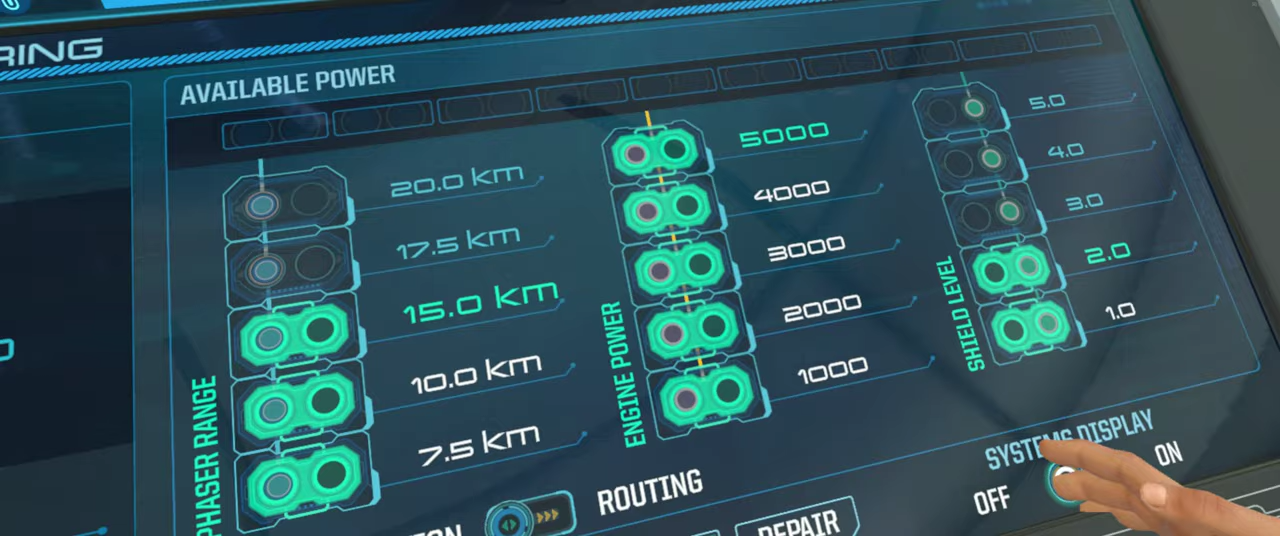 RING
AVAILABLE POWER
PHASER RANGE
20.0 km
17.5 km
15.0 km
10.0 km
7.5 km
ENGINE POWER
5000
4000
3000
2000
1000
SHIELD LEVEL
5.0
4.0
3.0
2.0
1.0
ROUTING
REPAIR
SYSTEMS DISPLAY
OFF
ON